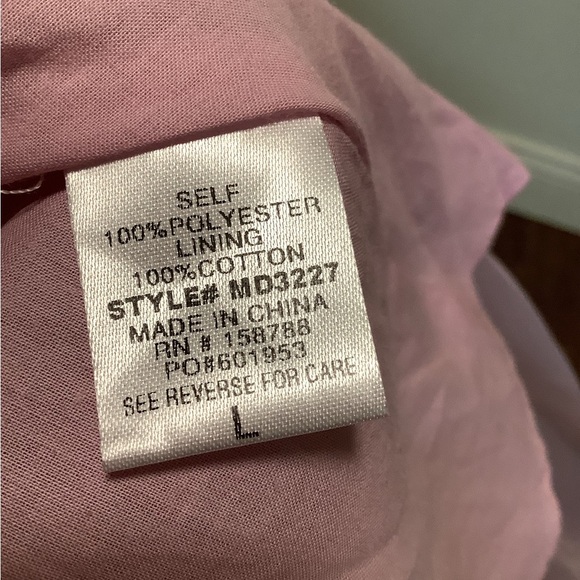 SELF
100%POLYESTER
LINING
100%COTTON
STYLE# MD3227
MADE IN CHINA
RN # 158788
PO#601953
SEE REVERSE FOR CARE
L